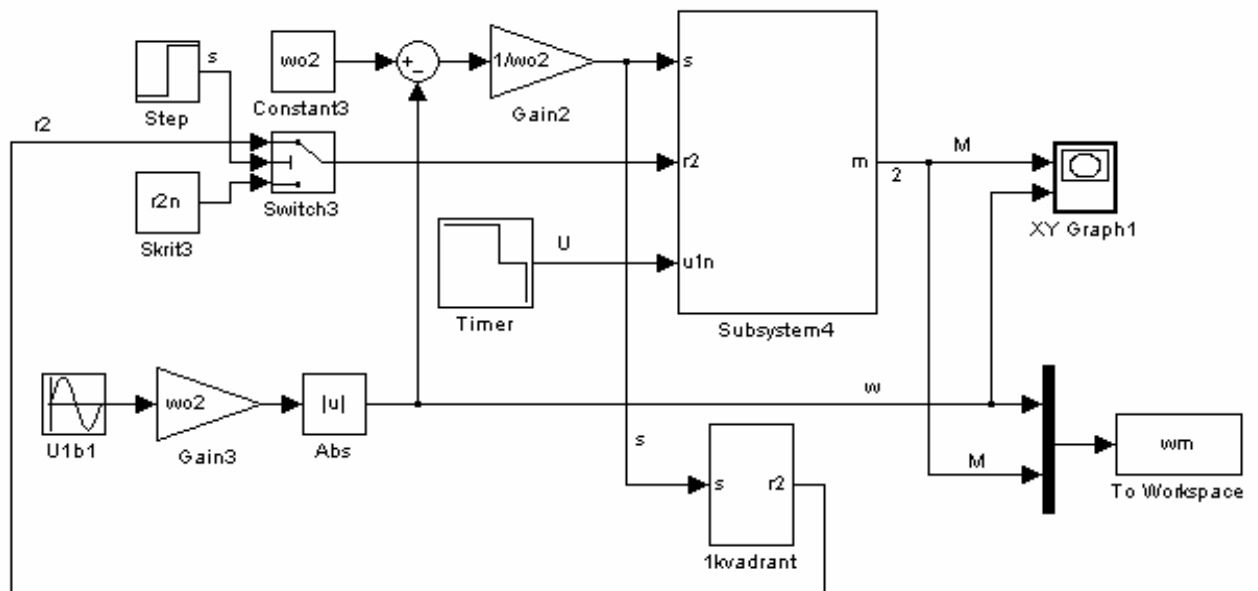 s
wo2
+
−
1/wo2
s
Step
Constant3
Gain2
r2
r2
m
M
2
r2n
Switch3
Skrit3
XY Graph1
U
u1n
Timer
Subsystem4
w
wo2
|u|
U1b1
Gain3
Abs
s
wm
s
r2
M
To Workspace
1kvadrant